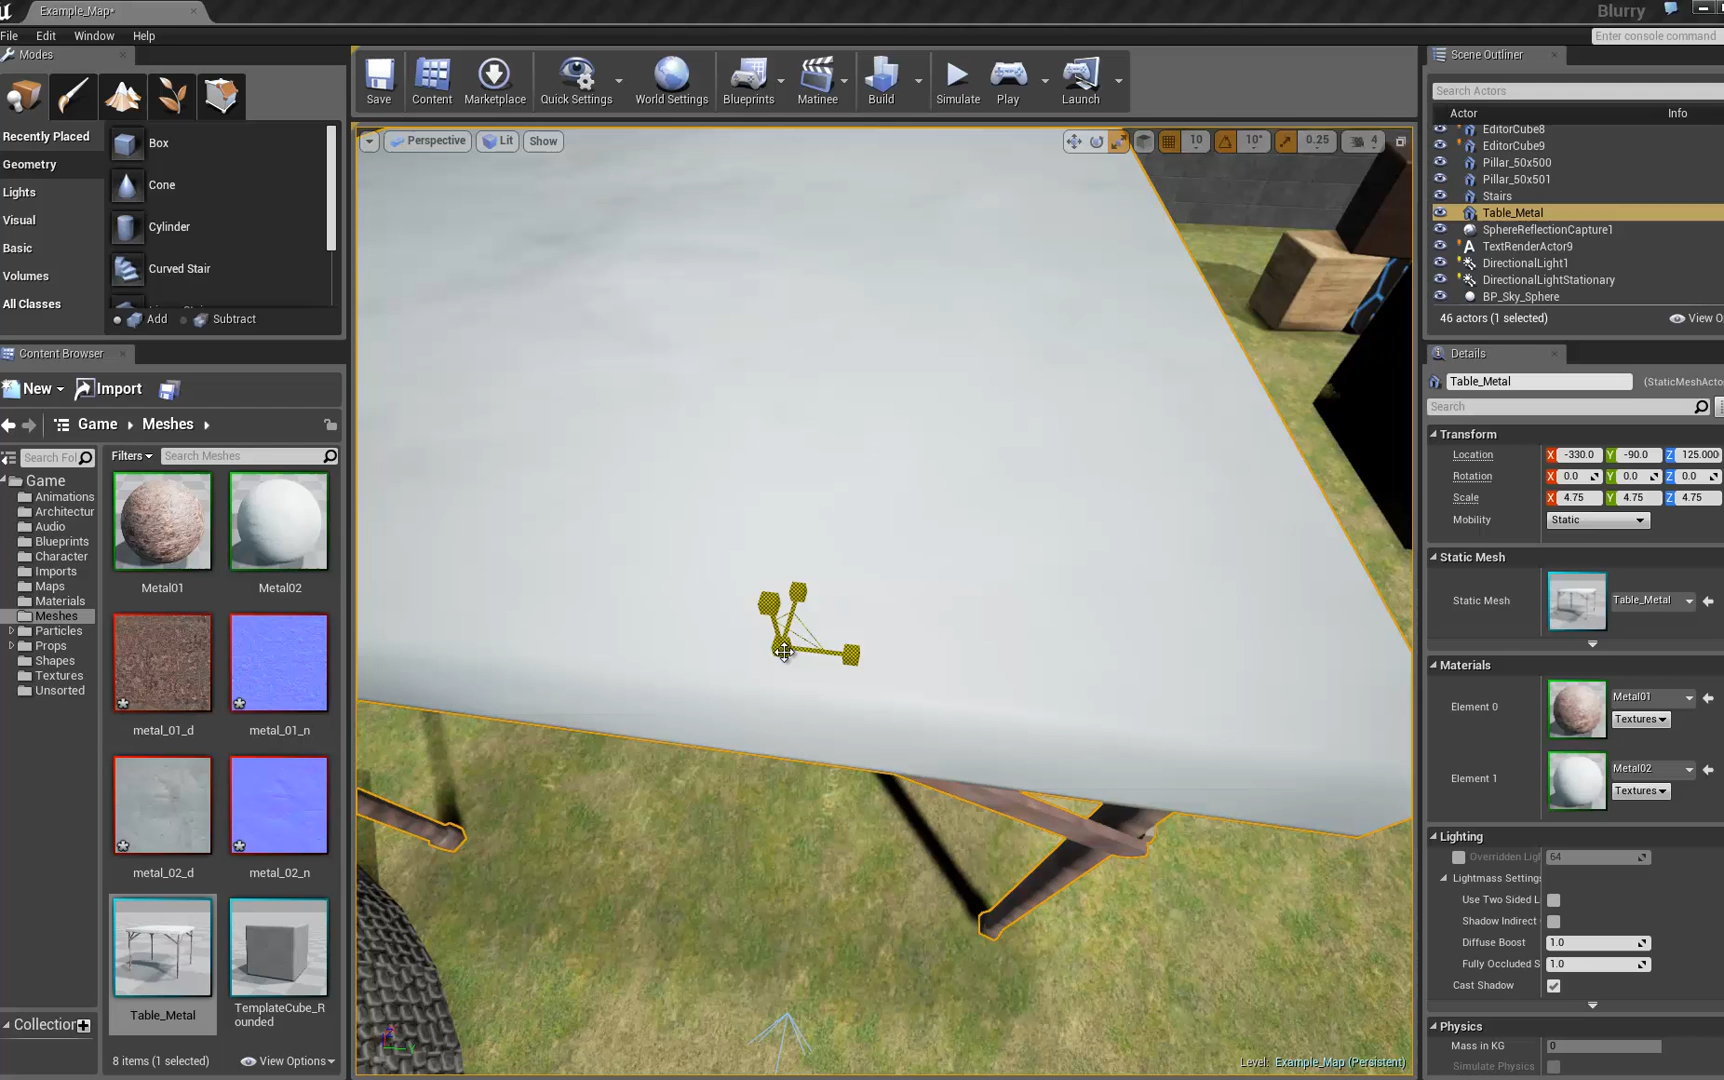 Example_Map*
Blurry
File Edit Window Help
Enter console command
Modes
Save
Content
Marketplace
Quick Settings
World Settings
Blueprints
Matinee
Build
Simulate
Play
Launch
Recently Placed
Geometry
Lights
Visual
Basic
Volumes
All Classes
Box
Cone
Cylinder
Curved Stair
Add Subtract
Perspective Lit Show
10 10° 0.25 4
Content Browser
New Import
Game Meshes
Search Fol
Filters Search Meshes
Game
Animations
Architectur
Audio
Blueprints
Character
Imports
Maps
Materials
Meshes
Particles
Props
Shapes
Textures
Unsorted
Collection
Metal01
Metal02
metal_01_d
metal_01_n
metal_02_d
metal_02_n
Table_Metal
TemplateCube_R
ounded
8 items (1 selected) View Options
Level: Example_Map (Persistent)
Scene Outliner
Search Actors
Actor Info
EditorCube8
EditorCube9
Pillar_50x500
Pillar_50x501
Stairs
Table_Metal
SphereReflectionCapture1
TextRenderActor9
DirectionalLight1
DirectionalLightStationary
BP_Sky_Sphere
46 actors (1 selected) View O
Details
Table_Metal (StaticMeshActo
Search
Transform
Location X -330.0 Y -90.0 Z 125.000
Rotation X 0.0 Y 0.0 Z 0.0
Scale X 4.75 Y 4.75 Z 4.75
Mobility Static
Static Mesh
Static Mesh Table_Metal
Materials
Element 0 Metal01
Textures
Element 1 Metal02
Textures
Lighting
Overridden Ligh 64
Lightmass Settings
Use Two Sided L
Shadow Indirect
Diffuse Boost 1.0
Fully Occluded S 1.0
Cast Shadow
Physics
Mass in KG 0
Simulate Physics